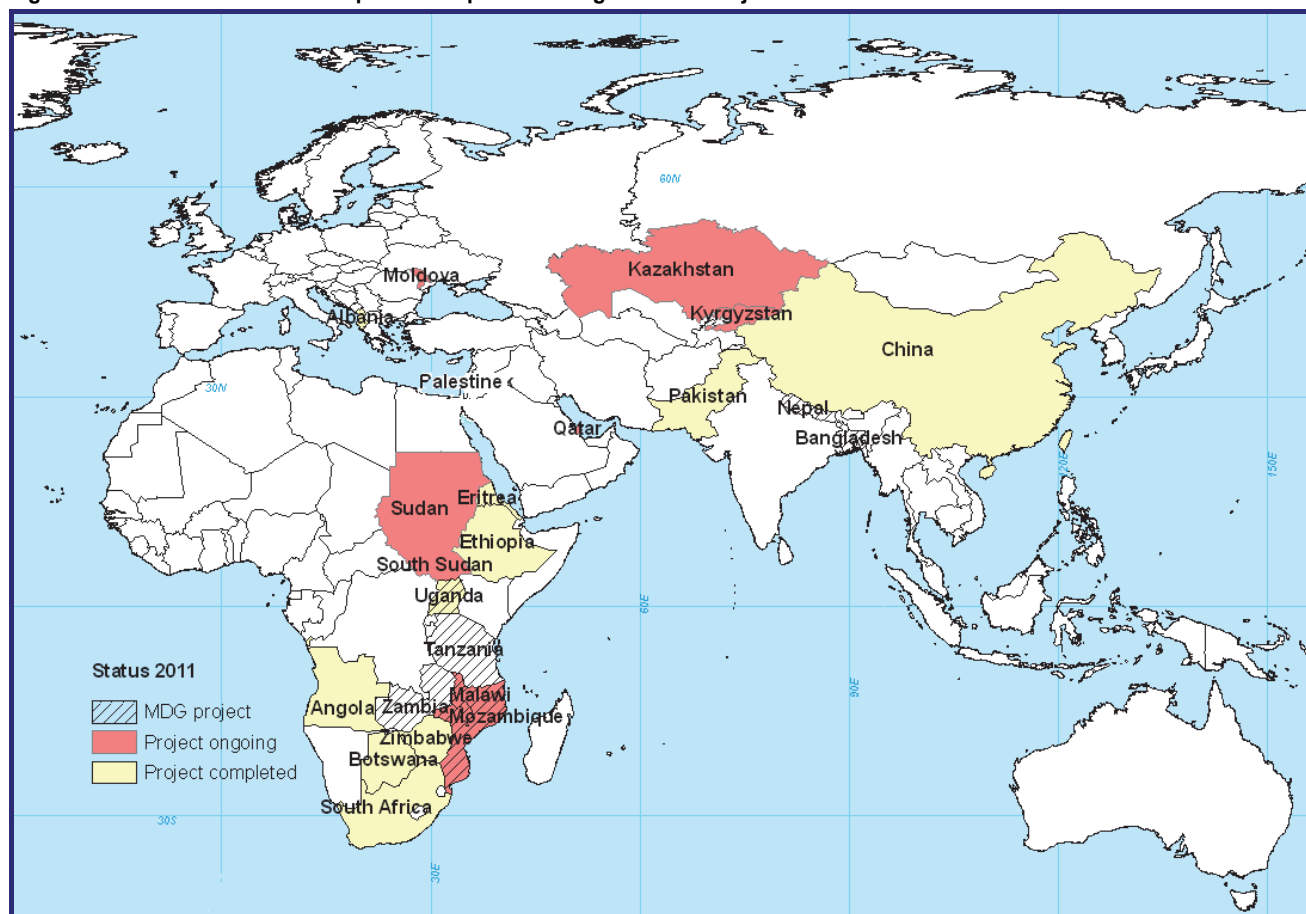 60N
Moldova
Kazakhstan
Kyrgyzstan
Albania
China
Palestine
30N
Pakistan
Nepal
Qatar
Bangladesh
120E
150E
Sudan
Eritrea
Ethiopia
South Sudan
Uganda
60E
Tanzania
Status 2011
90E
MDG project
Malawi
Angola
Zambia
Mozambique
Project ongoing
Zimbabwe
Botswana
Project completed
South Africa
30S
30E